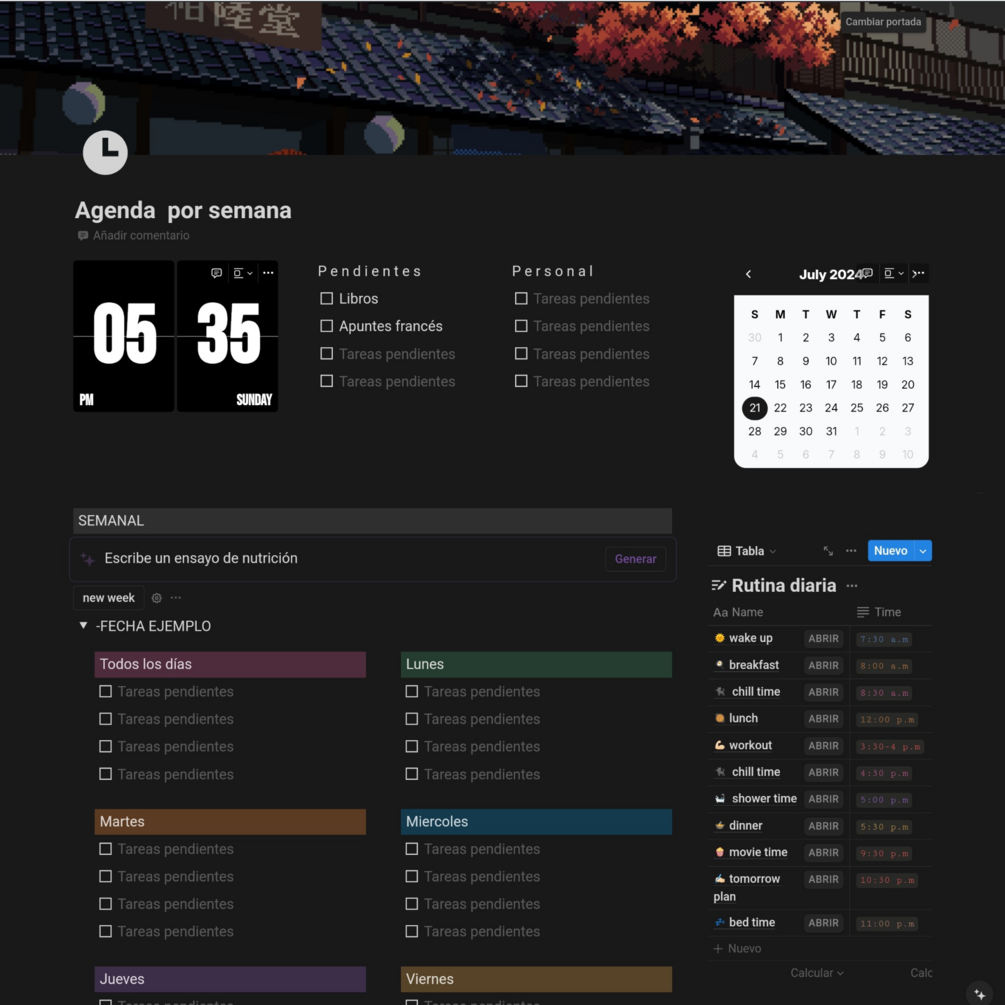 陸堂
Cambiar portada
Agenda por semana
Añadir comentario
05
35
PM
SUNDAY
Pendientes
Libros
Apuntes francés
Tareas pendientes
Tareas pendientes
Personal
Tareas pendientes
Tareas pendientes
Tareas pendientes
Tareas pendientes
July 2024
S M T W T F S
30 1 2 3 4 5 6
7 8 9 10 11 12 13
14 15 16 17 18 19 20
21 22 23 24 25 26 27
28 29 30 31 1 2 3
4 5 6 7 8 9 10
SEMANAL
Escribe un ensayo de nutrición
Generar
new week
-FECHA EJEMPLO
Todos los días
Tareas pendientes
Tareas pendientes
Tareas pendientes
Tareas pendientes
Lunes
Tareas pendientes
Tareas pendientes
Tareas pendientes
Tareas pendientes
Martes
Tareas pendientes
Tareas pendientes
Tareas pendientes
Tareas pendientes
Miercoles
Tareas pendientes
Tareas pendientes
Tareas pendientes
Tareas pendientes
Jueves
Viernes
Tabla
Nuevo
Rutina diaria
Aa Name Time
wake up ABRIR 7:30 a.m
breakfast ABRIR 8:00 a.m
chill time ABRIR 8:30 a.m
lunch ABRIR 12:00 p.m
workout ABRIR 3:30-4 p.m
chill time ABRIR 4:30 p.m
shower time ABRIR 5:00 p.m
dinner ABRIR 5:30 p.m
movie time ABRIR 9:30 p.m
tomorrow ABRIR 10:30 p.m
plan
bed time ABRIR 11:00 p.m
+ Nuevo
Calcular Calc